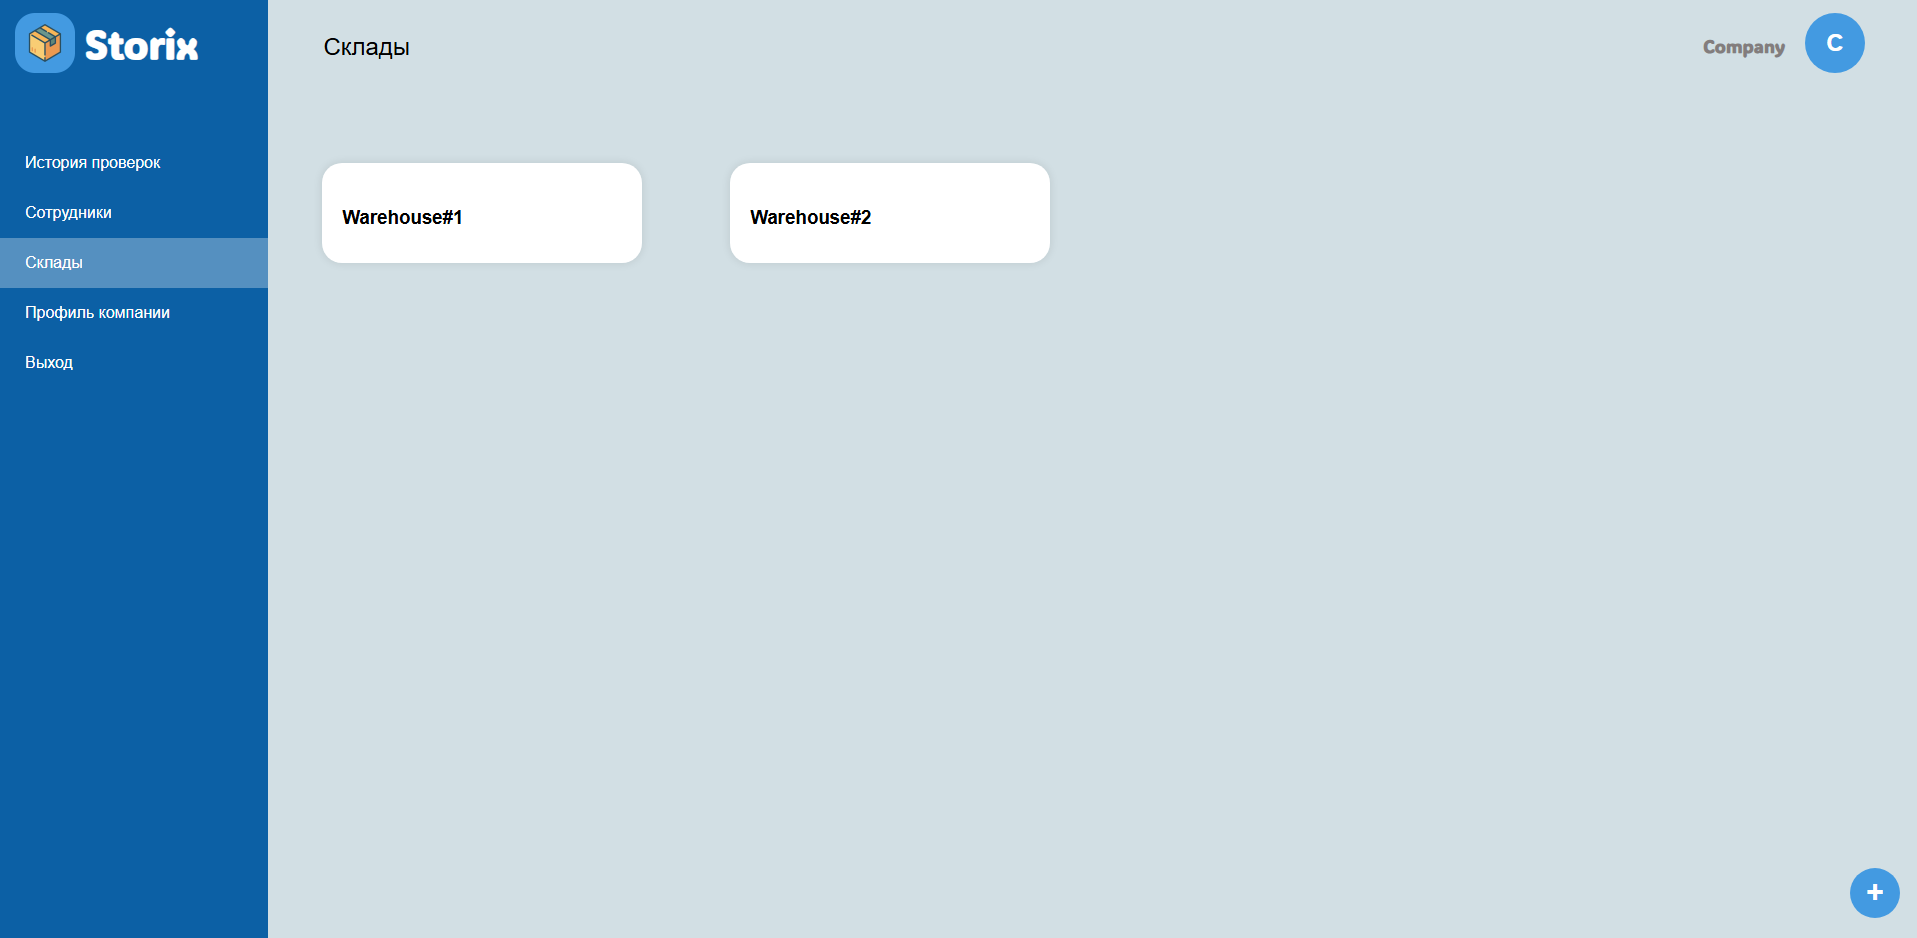 Storix
Склады
Company
C
История проверок
Сотрудники
Склады
Профиль компании
Выход
Warehouse#1
Warehouse#2
+